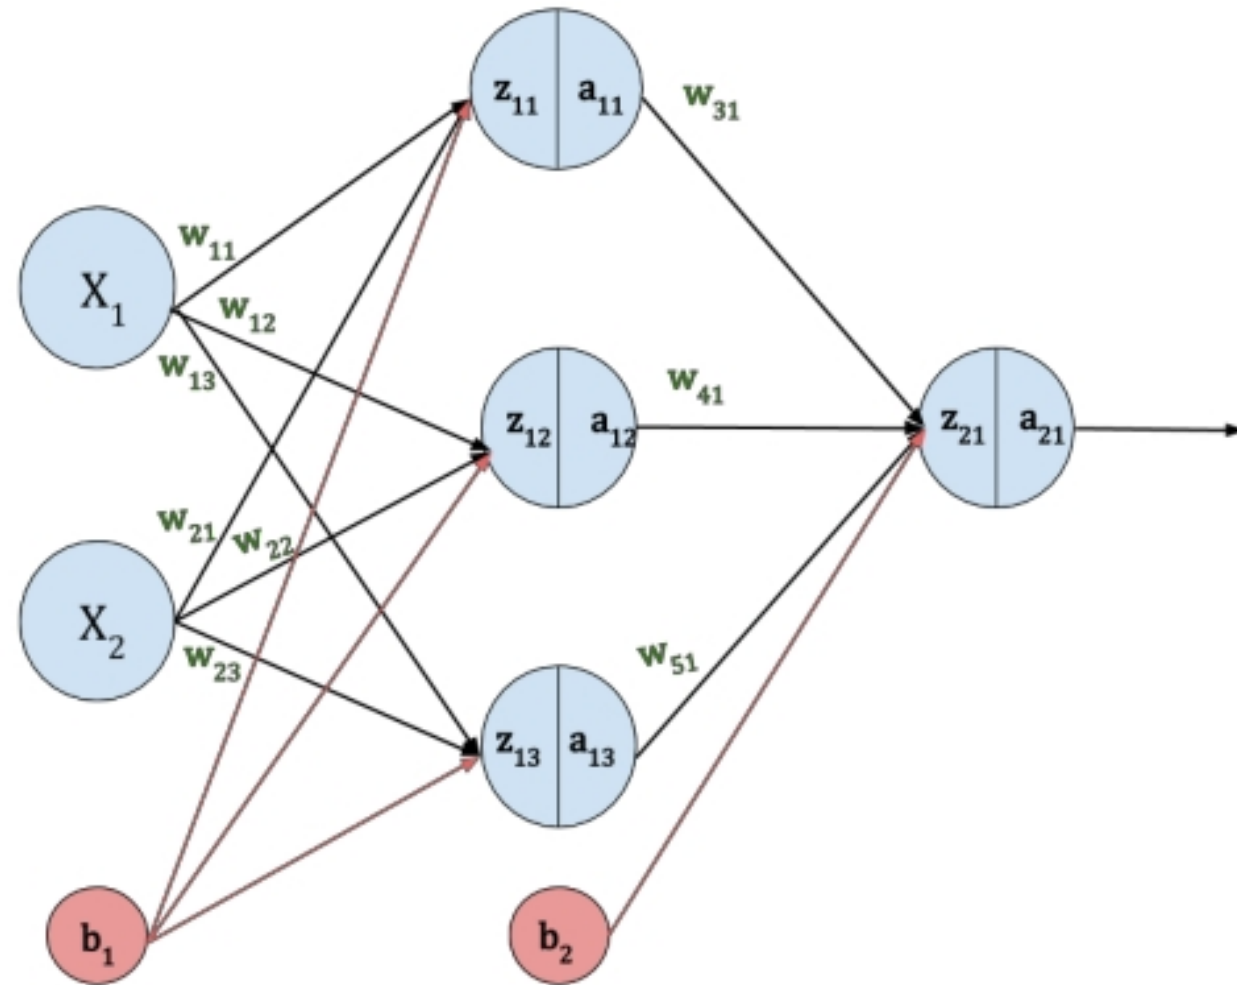 z₁₁ a₁₁
w₃₁
w₁₁
X₁
w₁₂
w₁₃
z₁₂ a₁₂
w₄₁
z₂₁ a₂₁
w₂₁
w₂₂
X₂
w₂₃
w₅₁
z₁₃ a₁₃
b₁
b₂